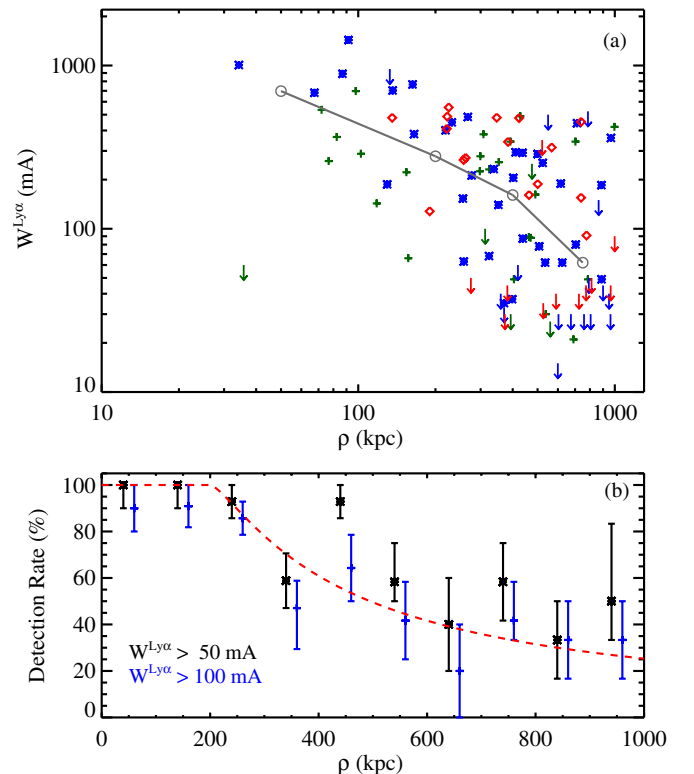 (a)
1000
100
10
W^Lyα (mA)
10 100 1000
ρ (kpc)
(b)
100
80
60
40
20
0
Detection Rate (%)
W^Lyα > 50 mA
W^Lyα > 100 mA
0 200 400 600 800 1000
ρ (kpc)